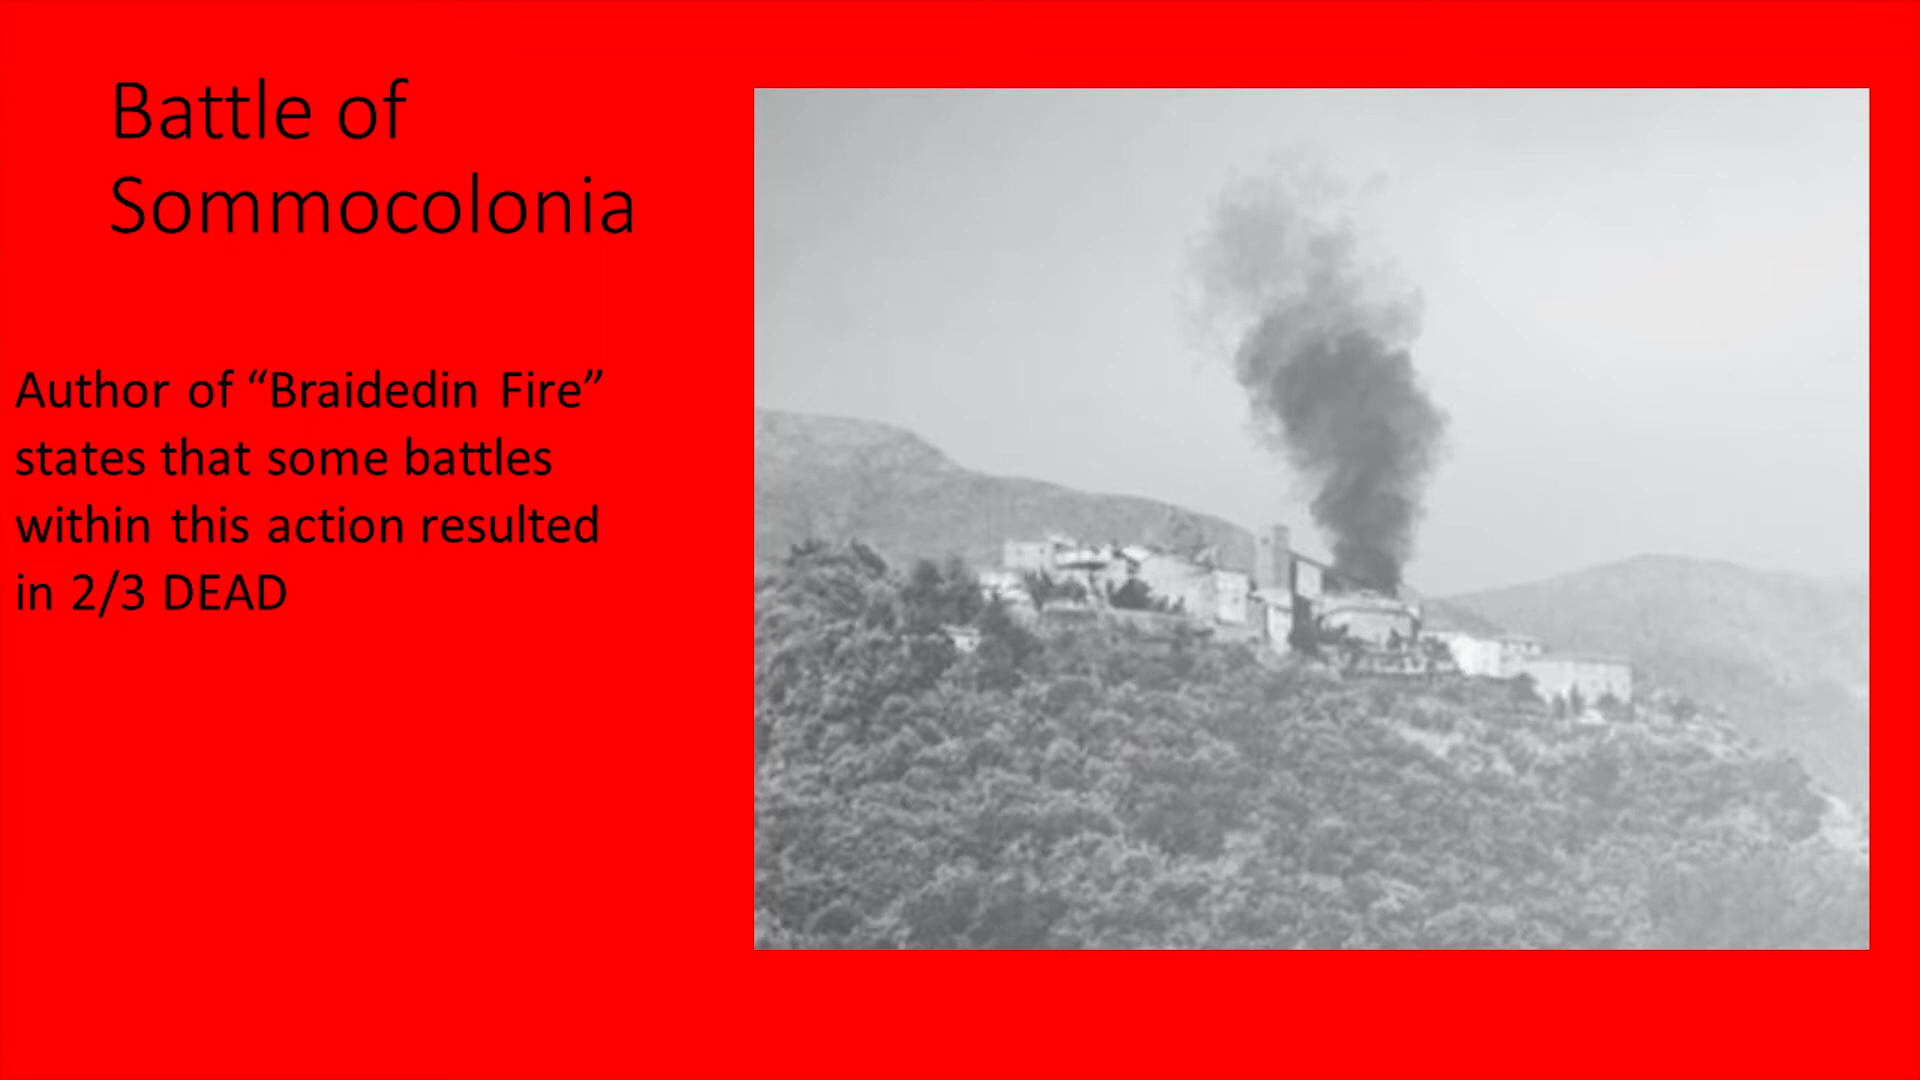 Battle of
Sommocolonia
Author of “Braidedin Fire”
states that some battles
within this action resulted
in 2/3 DEAD